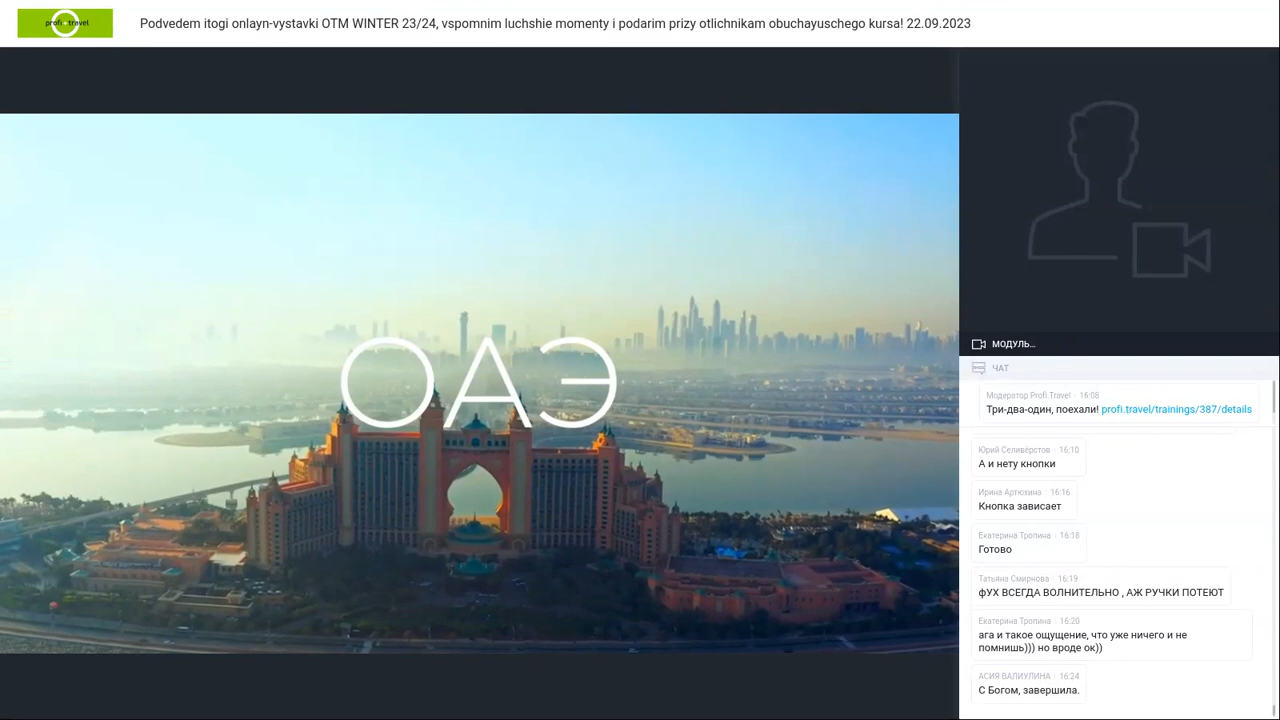 profi travel
Podvedem itogi onlayn-vystavki OTM WINTER 23/24, vspomnim luchshie momenty i podarim prizy otlichnikam obuchayuschego kursa! 22.09.2023
ОАЭ
МОДУЛЬ...
ЧАТ
Модератор Profi.Travel 16:08
Три-два-один, поехали! profi.travel/trainings/387/details
Юрий Селивёрстов 16:10
А и нету кнопки
Ирина Артюхина 16:16
Кнопка зависает
Екатерина Тропина 16:18
Готово
Татьяна Смирнова 16:19
фУХ ВСЕГДА ВОЛНИТЕЛЬНО , АЖ РУЧКИ ПОТЕЮТ
Екатерина Тропина 16:20
ага и такое ощущение, что уже ничего и не
помнишь))) но вроде ок))
АСИЯ ВАЛИУЛИНА 16:24
С Богом, завершила.